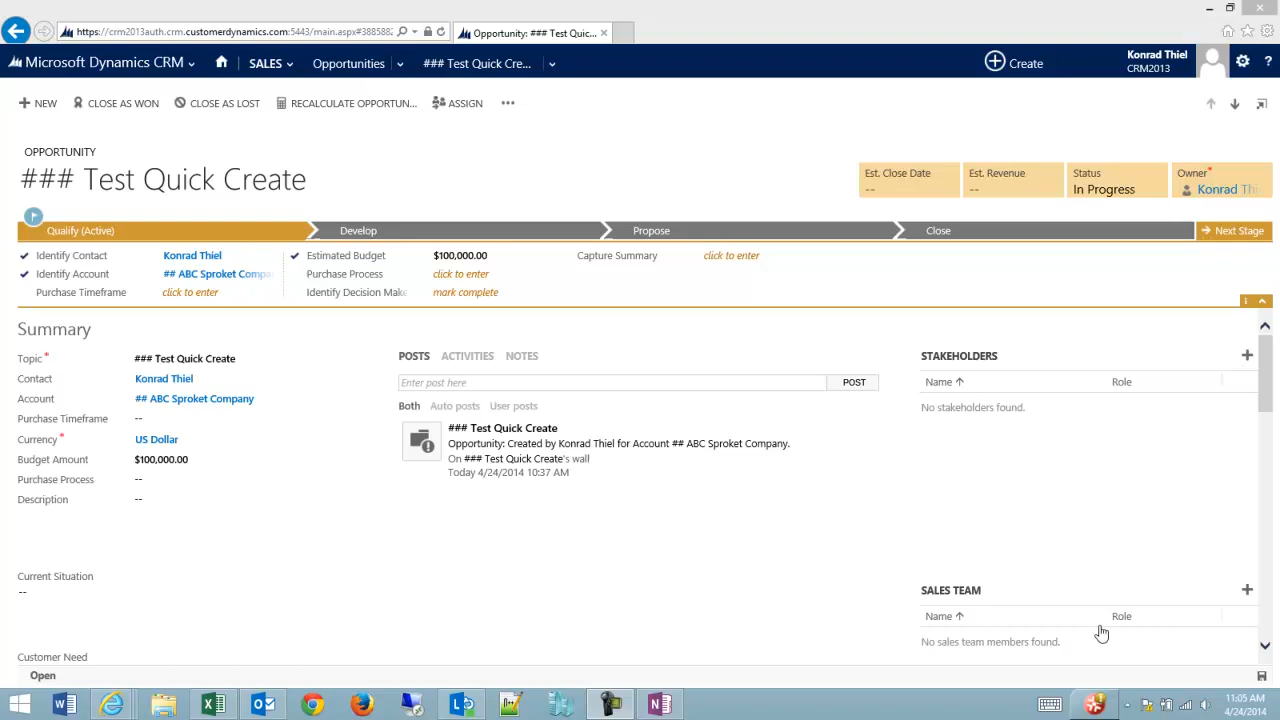 https://crm2013auth.crm.customerdynamics.com:5443/main.aspx#388588
Opportunity: ### Test Quic...
Microsoft Dynamics CRM
SALES
Opportunities
### Test Quick Cre...
Create
Konrad Thiel
CRM2013
?
NEW
CLOSE AS WON
CLOSE AS LOST
RECALCULATE OPPORTUN...
ASSIGN
•••
OPPORTUNITY
### Test Quick Create
Est. Close Date
--
Est. Revenue
--
Status
In Progress
Owner*
Konrad Thi
Qualify (Active)
Develop
Propose
Close
Next Stage
Identify Contact
Konrad Thiel
Identify Account
## ABC Sproket Compa
Purchase Timeframe
click to enter
Estimated Budget
$100,000.00
Purchase Process
click to enter
Identify Decision Make
mark complete
Capture Summary
click to enter
Summary
Topic*
### Test Quick Create
Contact
Konrad Thiel
Account
## ABC Sproket Company
Purchase Timeframe
--
Currency*
US Dollar
Budget Amount
$100,000.00
Purchase Process
--
Description
--
Current Situation
--
Customer Need
POSTS
ACTIVITIES
NOTES
Enter post here
POST
Both
Auto posts
User posts
### Test Quick Create
Opportunity: Created by Konrad Thiel for Account ## ABC Sproket Company.
On ### Test Quick Create's wall
Today 4/24/2014 10:37 AM
STAKEHOLDERS
Name
Role
No stakeholders found.
SALES TEAM
Name
Role
No sales team members found.
Open
11:05 AM
4/24/2014